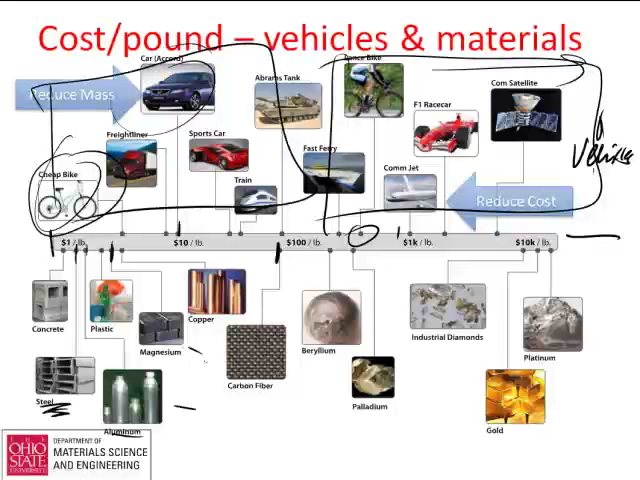 Cost/pound – vehicles & materials
Car (Accord)
Abrams Tank
Dance Bike
Com Satellite
Reduce Mass
F1 Racecar
Freightliner
Sports Car
Vehicles
Fast Ferry
Cheap Bike
Train
Comm Jet
Reduce Cost
$1 / lb.
$10 / lb.
$100 / lb.
$1k / lb.
$10k / lb.
Concrete
Plastic
Copper
Magnesium
Beryllium
Industrial Diamonds
Platinum
Carbon Fiber
Steel
Palladium
Aluminum
Gold
THE
OHIO
STATE
UNIVERSITY
DEPARTMENT OF
MATERIALS SCIENCE
AND ENGINEERING